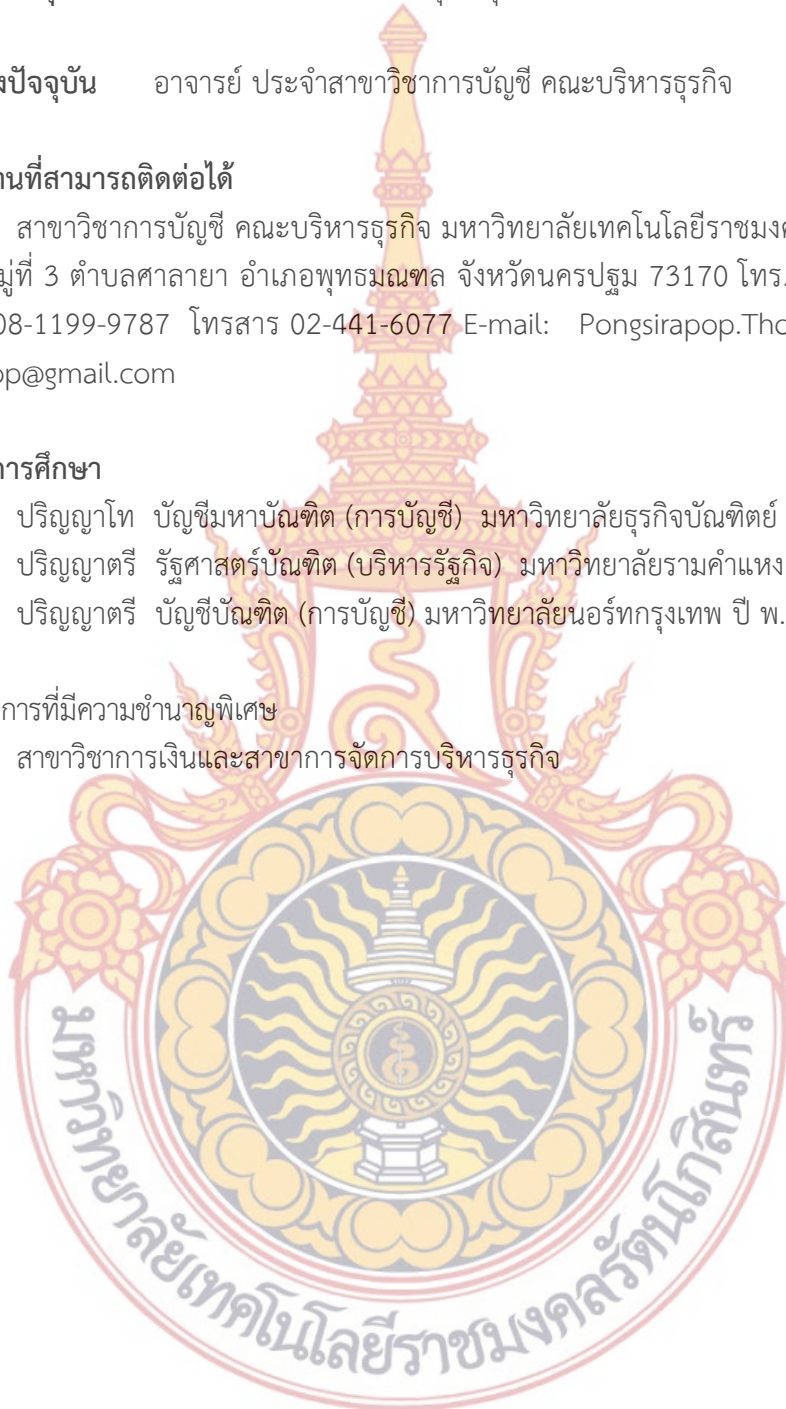 งปัจจุบัน อาจารย์ ประจำสาขาวิชาการบัญชี คณะบริหารธุรกิจ
านที่สามารถติดต่อได้
สาขาวิชาการบัญชี คณะบริหารธุรกิจ มหาวิทยาลัยเทคโนโลยีราชมงค
มู่ที่ 3 ตำบลศาลายา อำเภอพุทธมณฑล จังหวัดนครปฐม 73170 โทร.
08-1199-9787 โทรสาร 02-441-6077 E-mail: Pongsirapop.Tho
op@gmail.com
การศึกษา
ปริญญาโท บัญชีมหาบัณฑิต (การบัญชี) มหาวิทยาลัยธุรกิจบัณฑิตย์
ปริญญาตรี รัฐศาสตร์บัณฑิต (บริหารรัฐกิจ) มหาวิทยาลัยรามคำแหง
ปริญญาตรี บัญชีบัณฑิต (การบัญชี) มหาวิทยาลัยนอร์ทกรุงเทพ ปี พ.
การที่มีความชำนาญพิเศษ
สาขาวิชาการเงินและสาขาการจัดการบริหารธุรกิจ
มหาวิทยาลัยเทคโนโลยีราชมงคลรัตนโกสินทร์